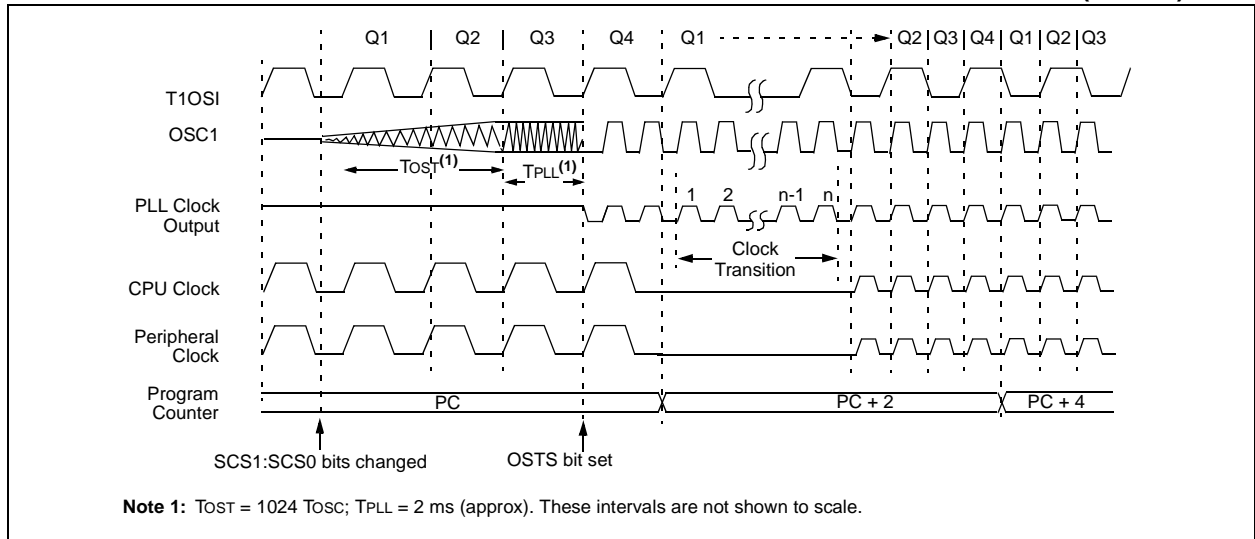 Q1 Q2 Q3 Q4 Q1 Q2 Q3 Q4 Q1 Q2 Q3
T1OSI
OSC1
TOST(1)
TPLL(1)
1 2 n-1 n
PLL Clock
Output
Clock
Transition
CPU Clock
Peripheral
Clock
Program
Counter
PC PC + 2 PC + 4
SCS1:SCS0 bits changed
OSTS bit set
Note 1: TOST = 1024 TOSC; TPLL = 2 ms (approx). These intervals are not shown to scale.